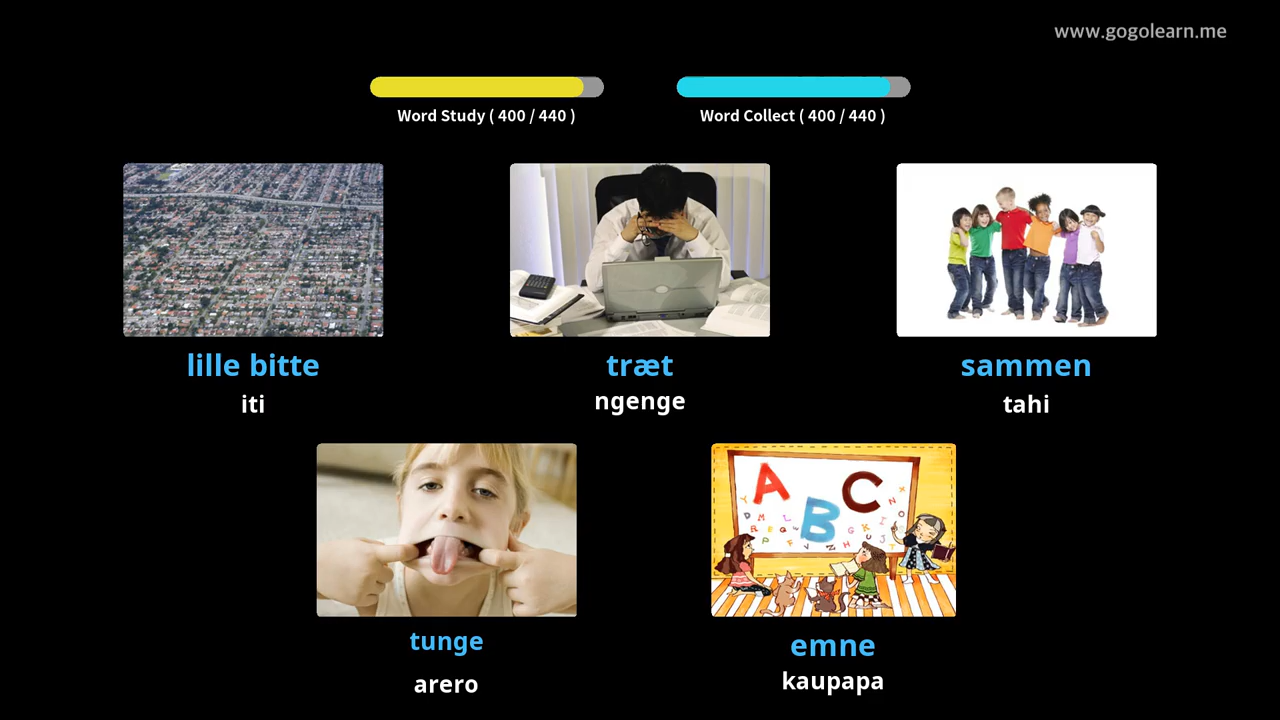 www.gogolearn.me
Word Study ( 400 / 440 )
Word Collect ( 400 / 440 )
lille bitte
iti
træt
ngenge
sammen
tahi
tunge
arero
A B C
emne
kaupapa